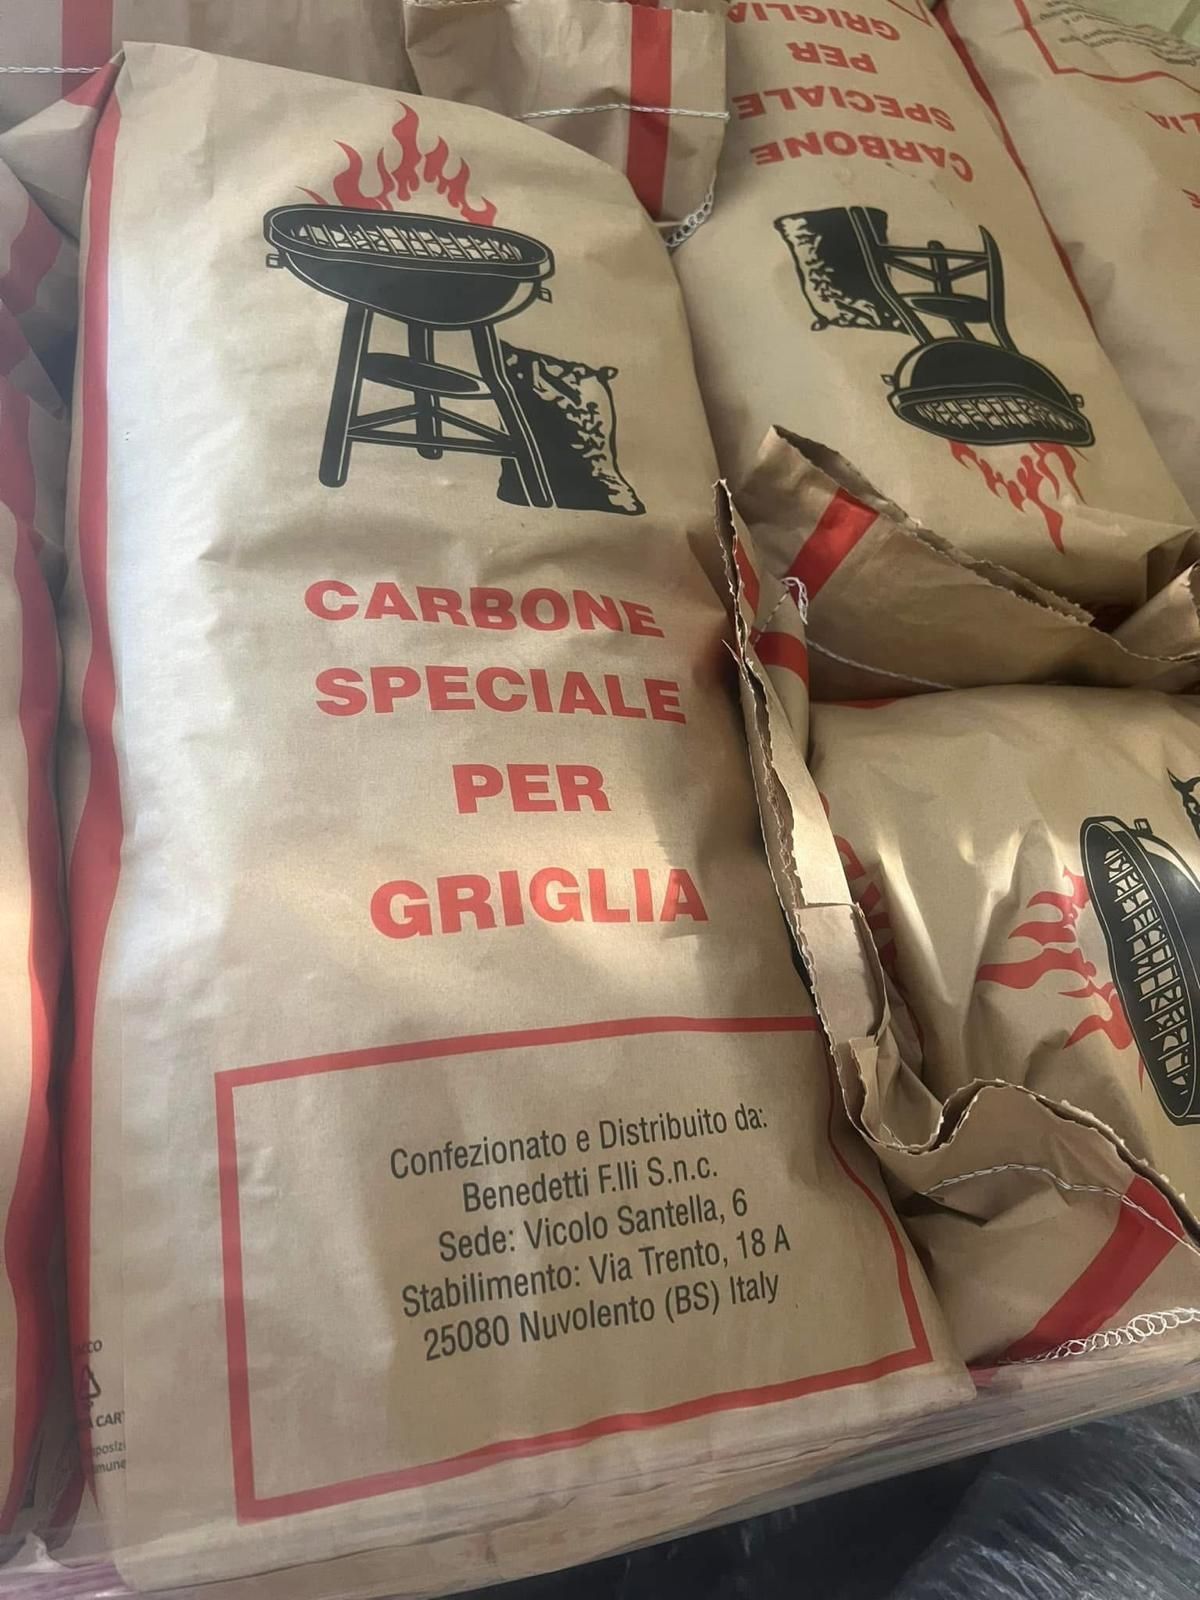 CARBONE
SPECIALE
PER
GRIGLIA
Confezionato e Distribuito da:
Benedetti F.lli S.n.c.
Sede: Vicolo Santella, 6
Stabilimento: Via Trento, 18 A
25080 Nuvolento (BS) Italy
CARBONE
SPECIALE
PER
GRIGLIA